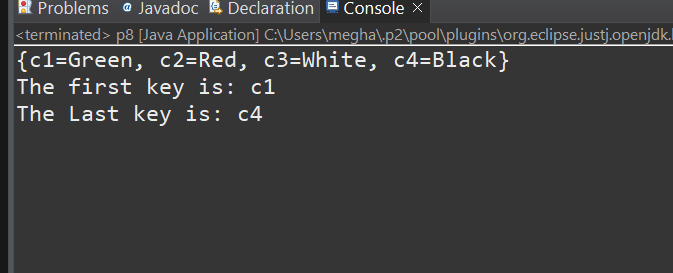 Problems @ Javadoc Declaration Console
<terminated> p8 [Java Application] C:\Users\megha\.p2\pool\plugins\org.eclipse.justj.openjdk.
{c1=Green, c2=Red, c3=White, c4=Black}
The first key is: c1
The Last key is: c4